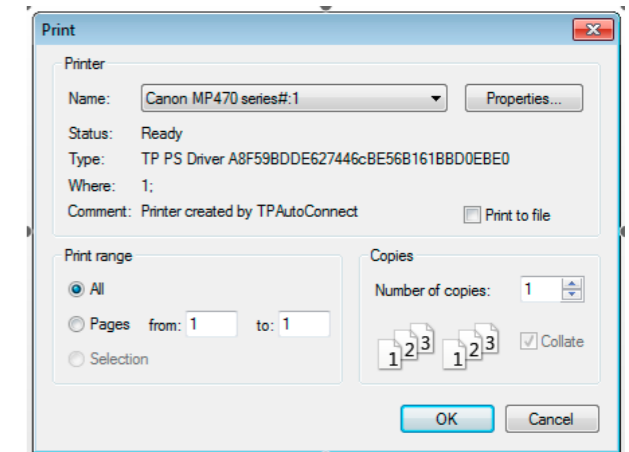 Print
Printer
Name: Canon MP470 series#:1 Properties...
Status: Ready
Type: TP PS Driver A8F59BDDE627446cBE56B161BBD0EBE0
Where: 1;
Comment: Printer created by TPAutoConnect Print to file
Print range
All
Pages from: 1 to: 1
Selection
Copies
Number of copies: 1
1 2 3 1 2 3 Collate
OK Cancel